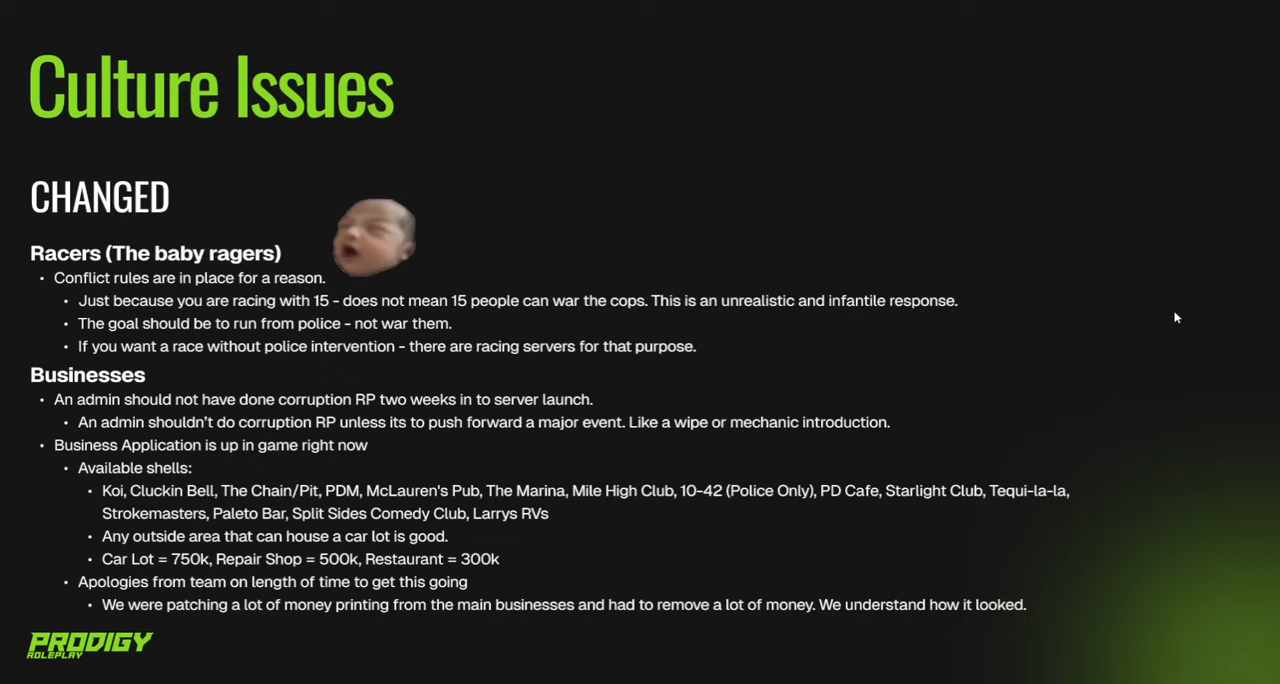 Culture Issues
CHANGED
Racers (The baby ragers)
• Conflict rules are in place for a reason.
• Just because you are racing with 15 - does not mean 15 people can war the cops. This is an unrealistic and infantile response.
• The goal should be to run from police - not war them.
• If you want a race without police intervention - there are racing servers for that purpose.
Businesses
• An admin should not have done corruption RP two weeks in to server launch.
• An admin shouldn't do corruption RP unless its to push forward a major event. Like a wipe or mechanic introduction.
• Business Application is up in game right now
• Available shells:
• Koi, Cluckin Bell, The Chain/Pit, PDM, McLauren's Pub, The Marina, Mile High Club, 10-42 (Police Only), PD Cafe, Starlight Club, Tequi-la-la,
Strokemasters, Paleto Bar, Split Sides Comedy Club, Larrys RVs
• Any outside area that can house a car lot is good.
• Car Lot = 750k, Repair Shop = 500k, Restaurant = 300k
• Apologies from team on length of time to get this going
• We were patching a lot of money printing from the main businesses and had to remove a lot of money. We understand how it looked.
PRODIGY
ROLEPLAY